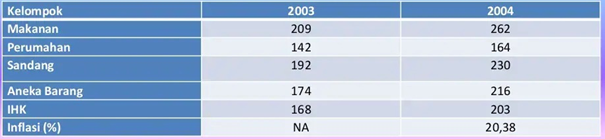 Kelompok 2003 2004
Makanan 209 262
Perumahan 142 164
Sandang 192 230
Aneka Barang 174 216
IHK 168 203
Inflasi (%) NA 20,38